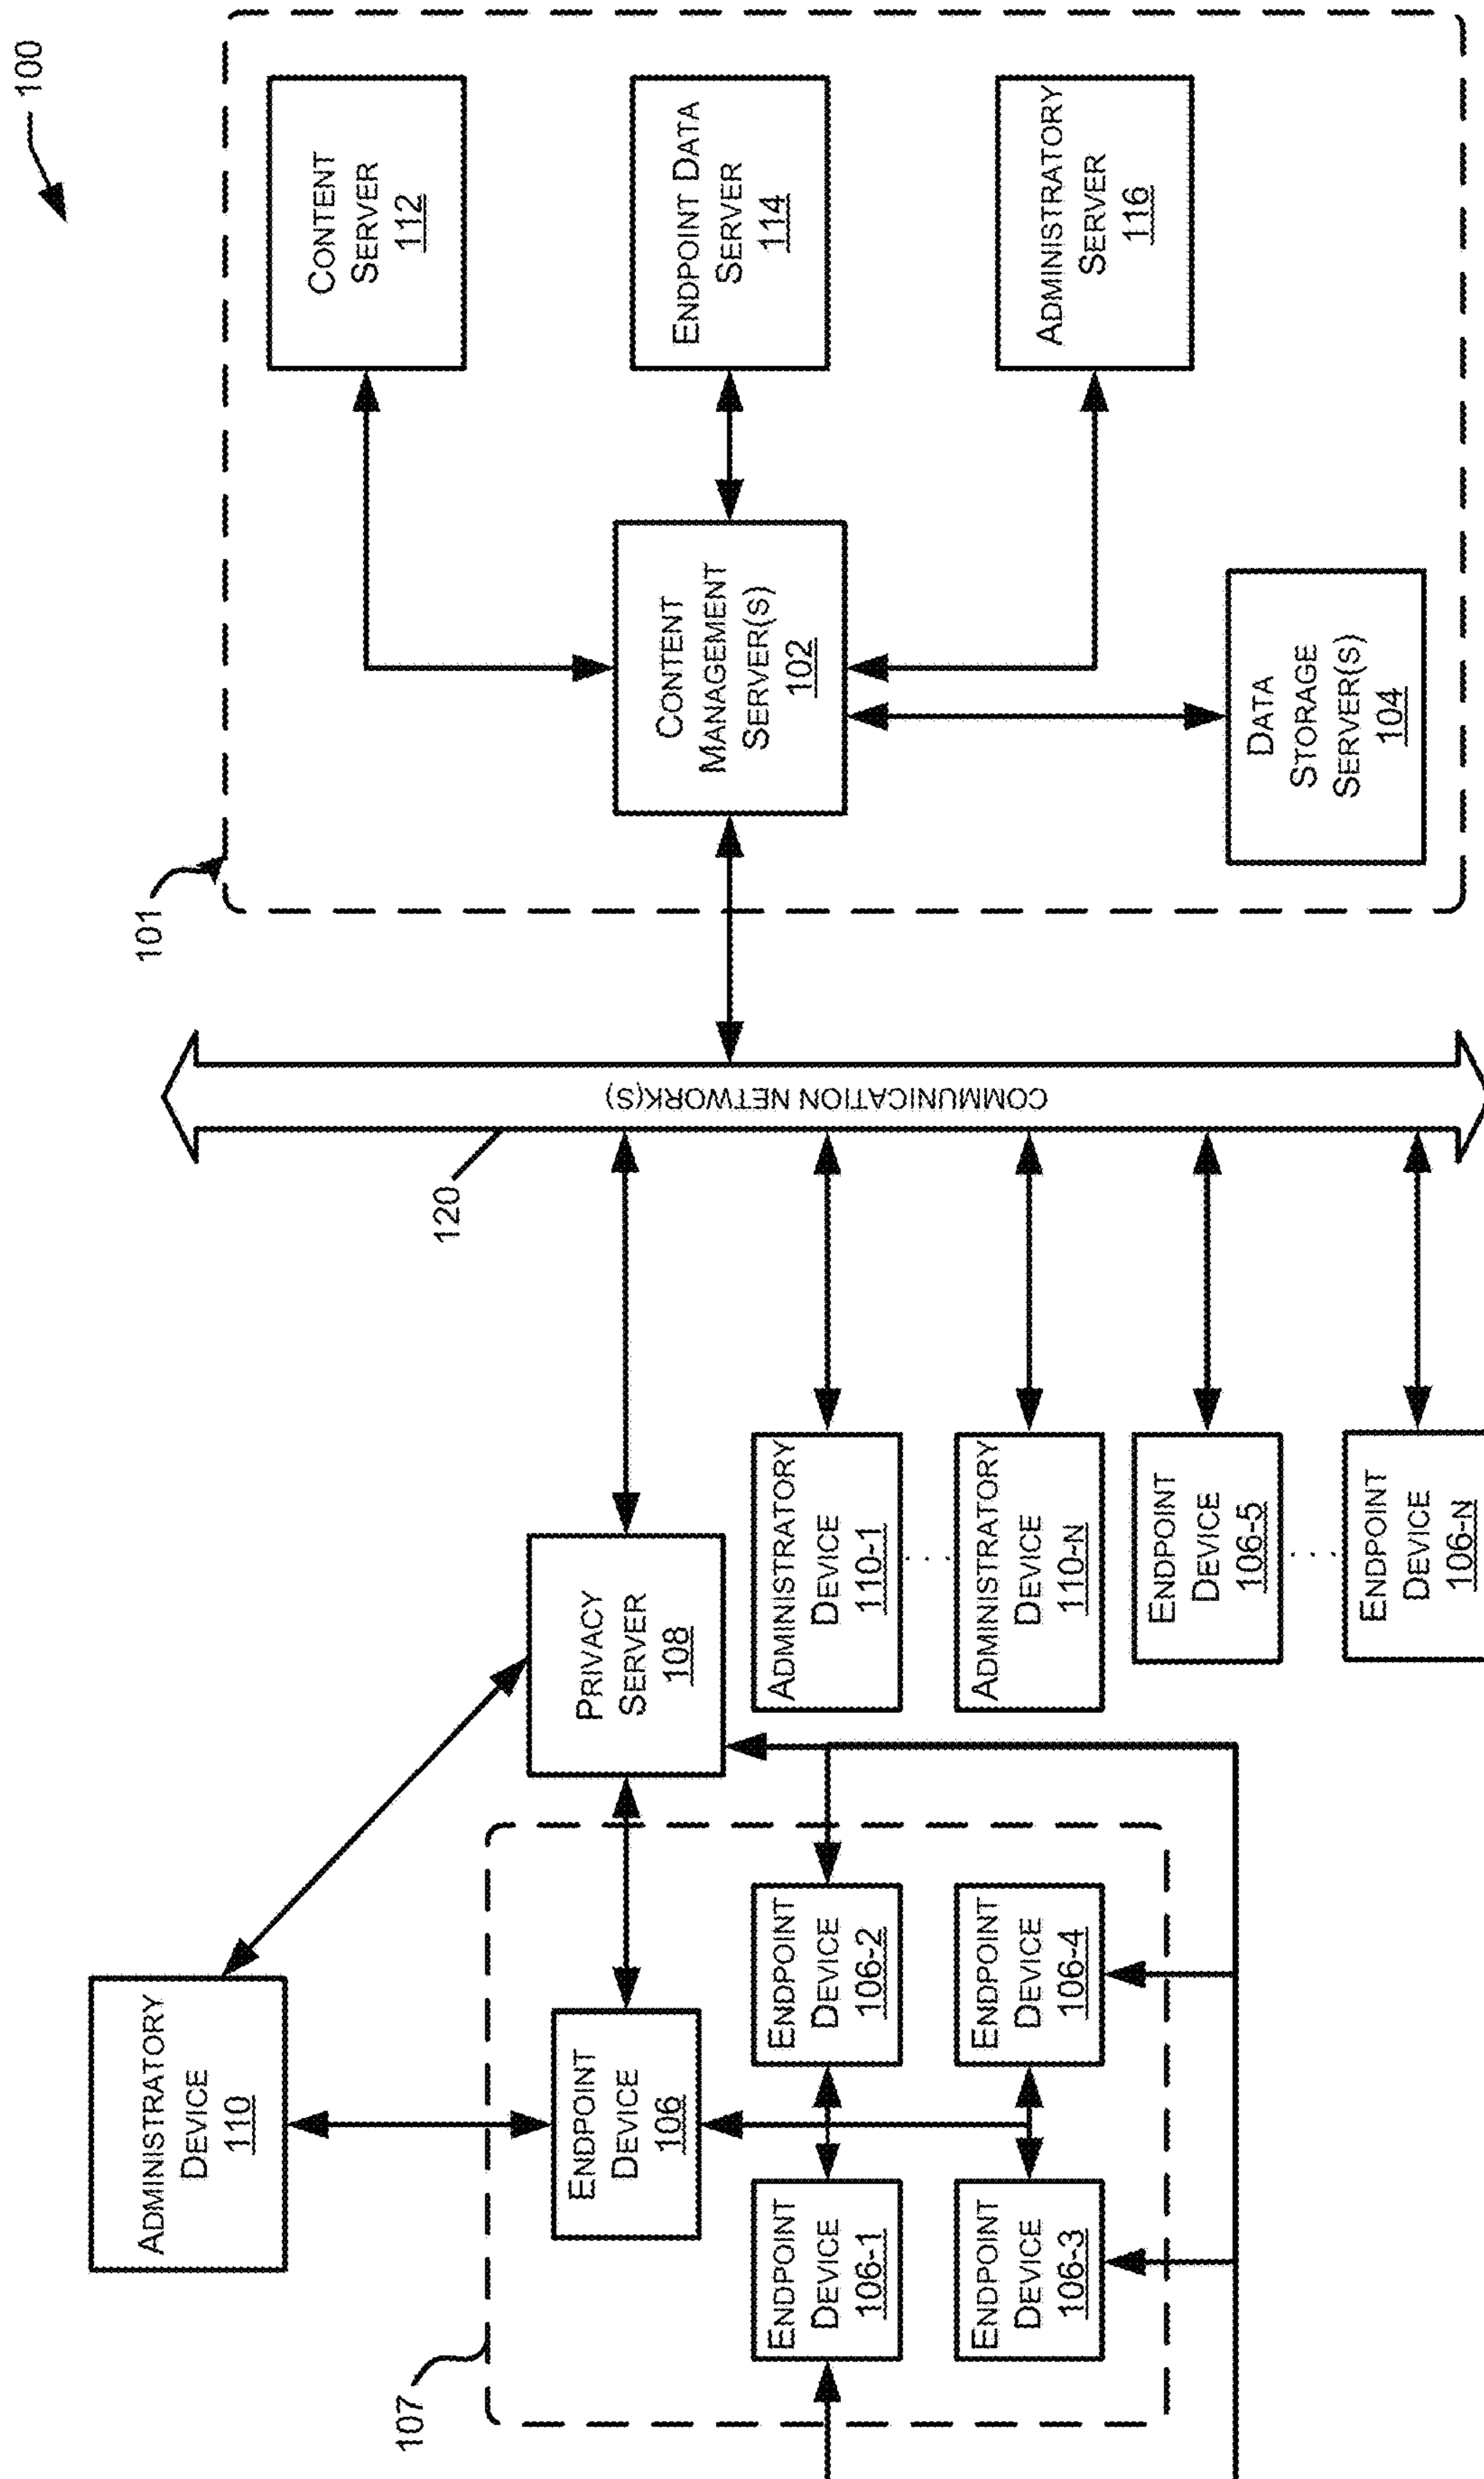 100
101
CONTENT
SERVER
112
ENDPOINT DATA
SERVER
114
ADMINISTRATORY
SERVER
116
CONTENT
MANAGEMENT
SERVER(S)
102
DATA
STORAGE
SERVER(S)
104
COMMUNICATION NETWORK(S)
120
PRIVACY
SERVER
108
ADMINISTRATORY
DEVICE
110-1
. . .
ADMINISTRATORY
DEVICE
110-N
ENDPOINT
DEVICE
106-5
. . .
ENDPOINT
DEVICE
106-N
ADMINISTRATORY
DEVICE
110
107
ENDPOINT
DEVICE
106
ENDPOINT
DEVICE
106-1
ENDPOINT
DEVICE
106-2
ENDPOINT
DEVICE
106-3
ENDPOINT
DEVICE
106-4